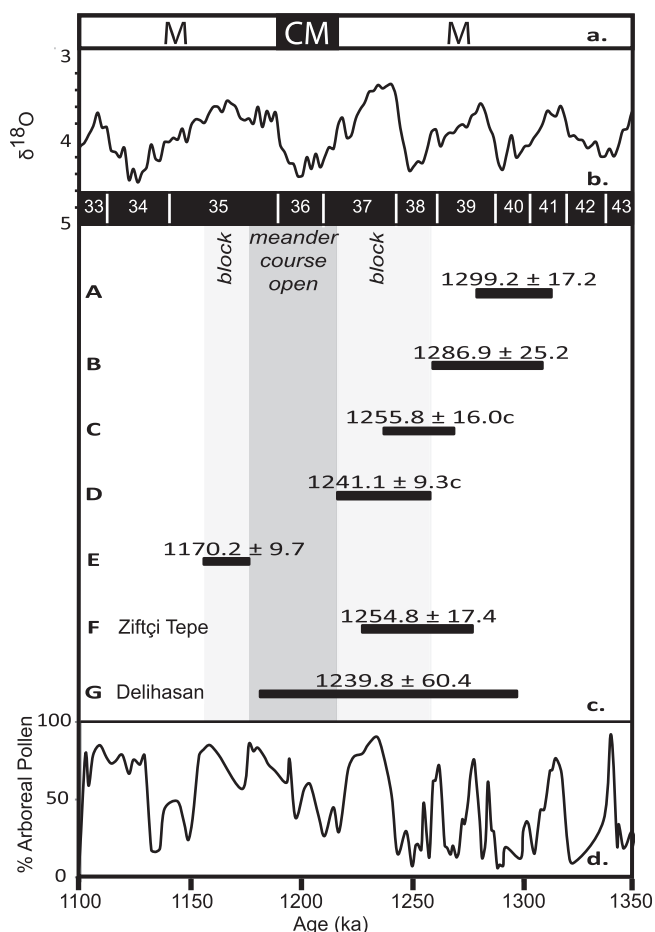 M CM M a.
3
δ18O
4
b.
5
33 34 35 36 37 38 39 40 41 42 43
block
meander
course
open
block
A 1299.2 ± 17.2
B 1286.9 ± 25.2
C 1255.8 ± 16.0c
D 1241.1 ± 9.3c
E 1170.2 ± 9.7
F Ziftçi Tepe 1254.8 ± 17.4
G Delihasan 1239.8 ± 60.4
c.
100
% Arboreal Pollen
50
0
d.
1100 1150 1200 1250 1300 1350
Age (ka)